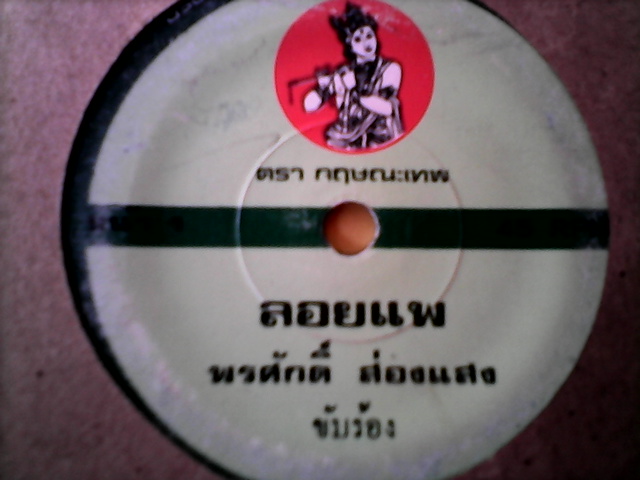 ตรา กฤษณะเทพ
ลอยแพ
พรศักดิ์ ส่องแสง
ขับร้อง